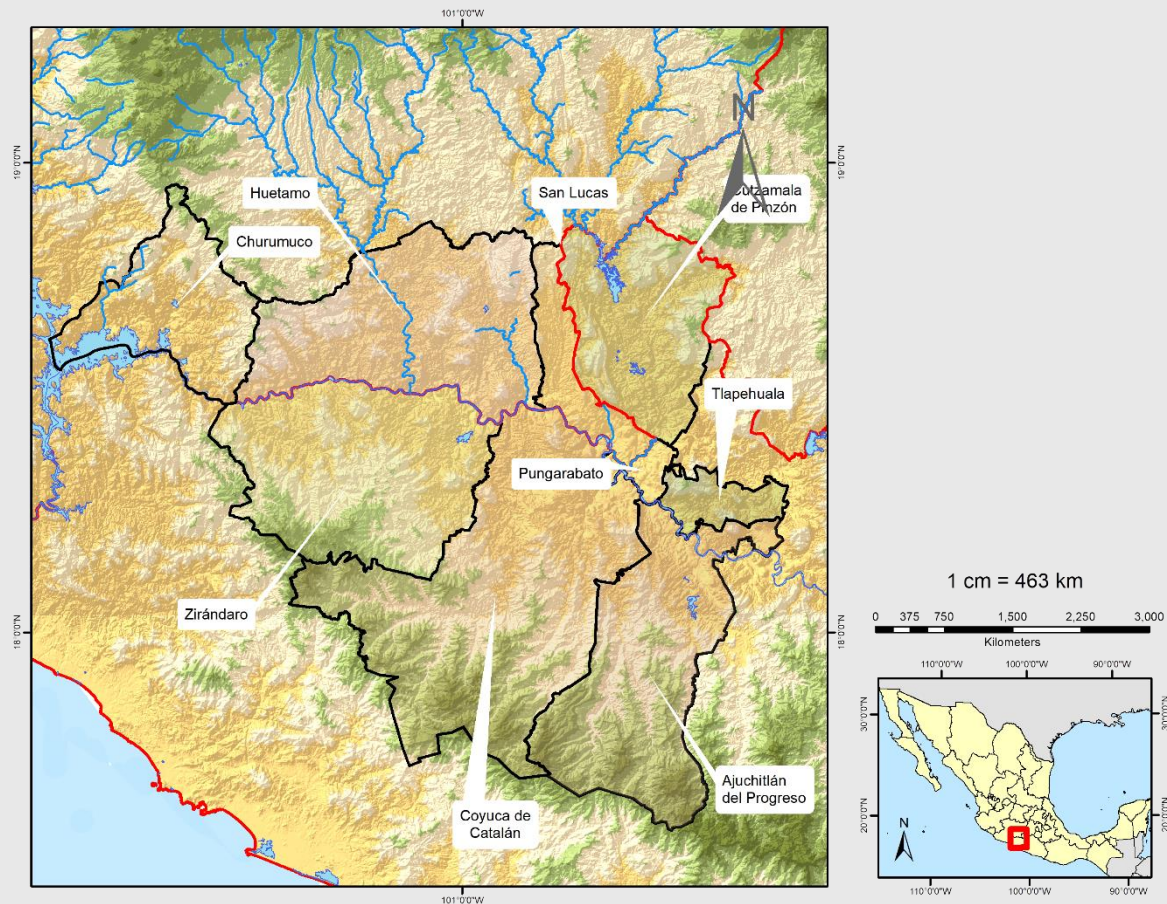 101°0'0"W
N
Huetamo
San Lucas
Cutzamala
de Pinzón
Churumuco
19°0'0"N
19°0'0"N
Tlapehuala
Pungarabato
Zirándaro
18°0'0"N
18°0'0"N
Coyuca de
Catalán
Ajuchitlán
del Progreso
101°0'0"W
1 cm = 463 km
0 375 750 1,500 2,250 3,000
Kilometers
110°0'0"W 100°0'0"W 90°0'0"W
30°0'0"N
30°0'0"N
20°0'0"N
20°0'0"N
N
110°0'0"W 100°0'0"W 90°0'0"W